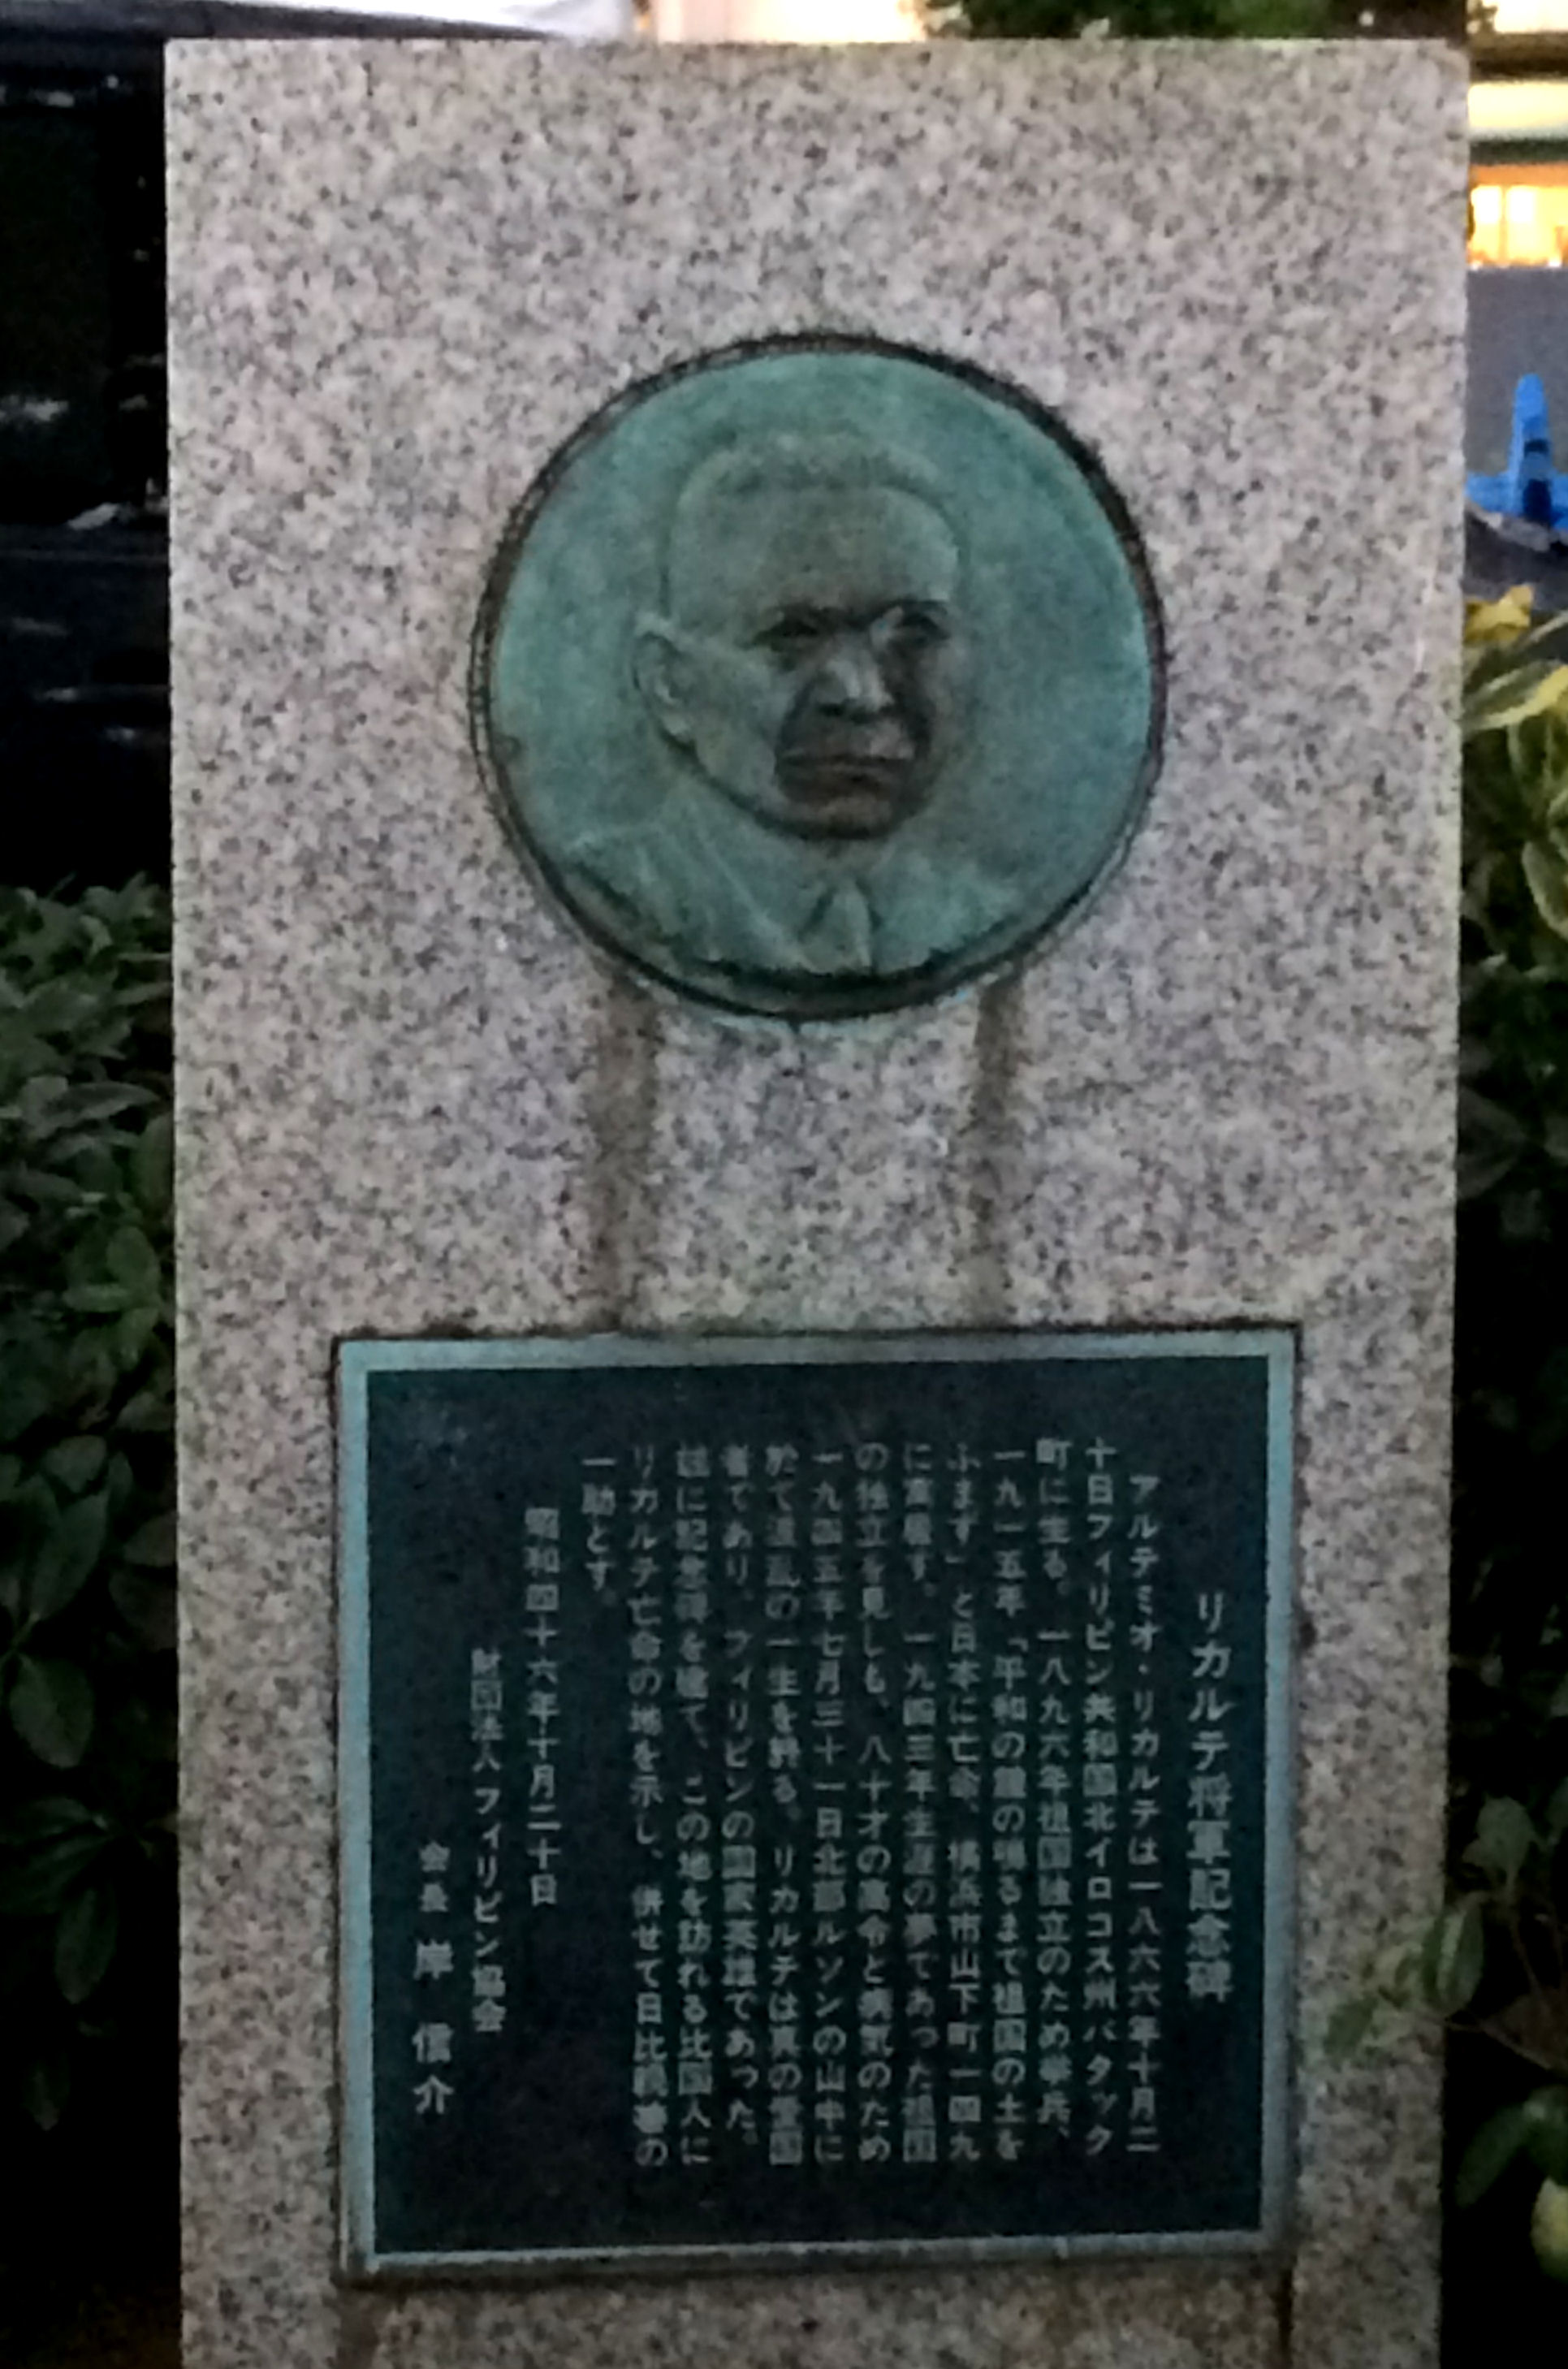 リカルテ将軍記念碑
アルテミオ・リカルテは一八六六年十月二
十日フィリピン共和国北イロコス州バタック
町に生る。一八九六年祖国独立のため挙兵、
一九一五年「平和の鐘の鳴るまで祖国の土を
ふまず」と日本に亡命、横浜市山下町一四九
に寓居す。一九四三年生涯の夢であった祖国
の独立を見しも、八十才の高令と病気のため
一九四五年七月三十一日北部ルソンの山中に
於て波乱の一生を終る。リカルテは真の愛国
者であり、フィリピンの国家英雄であった。
茲に記念碑を建て、この地を訪れる比国人に
リカルテ亡命の地を示し、併せて日比親善の
一助とす。
昭和四十六年十月二十日
財団法人フィリピン協会
会長 岸 信介